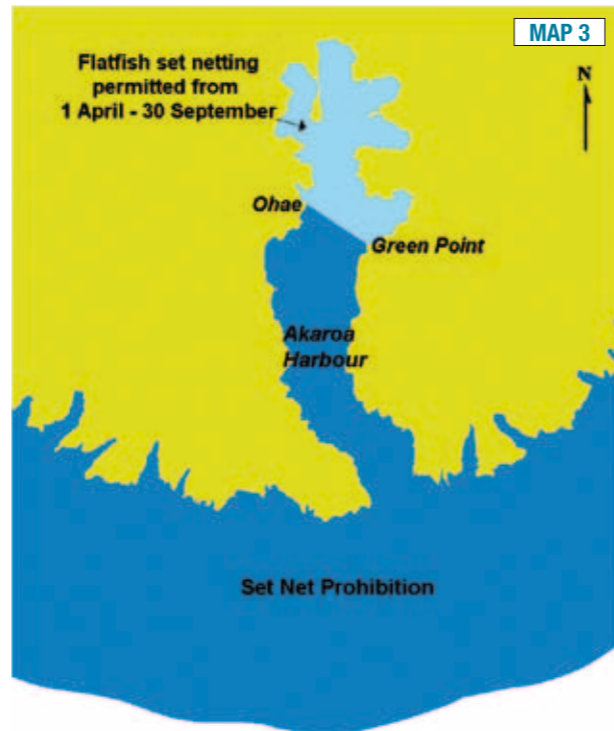 MAP 3
Flatfish set netting
permitted from
1 April - 30 September
N
Ohae
Green Point
Akaroa
Harbour
Set Net Prohibition